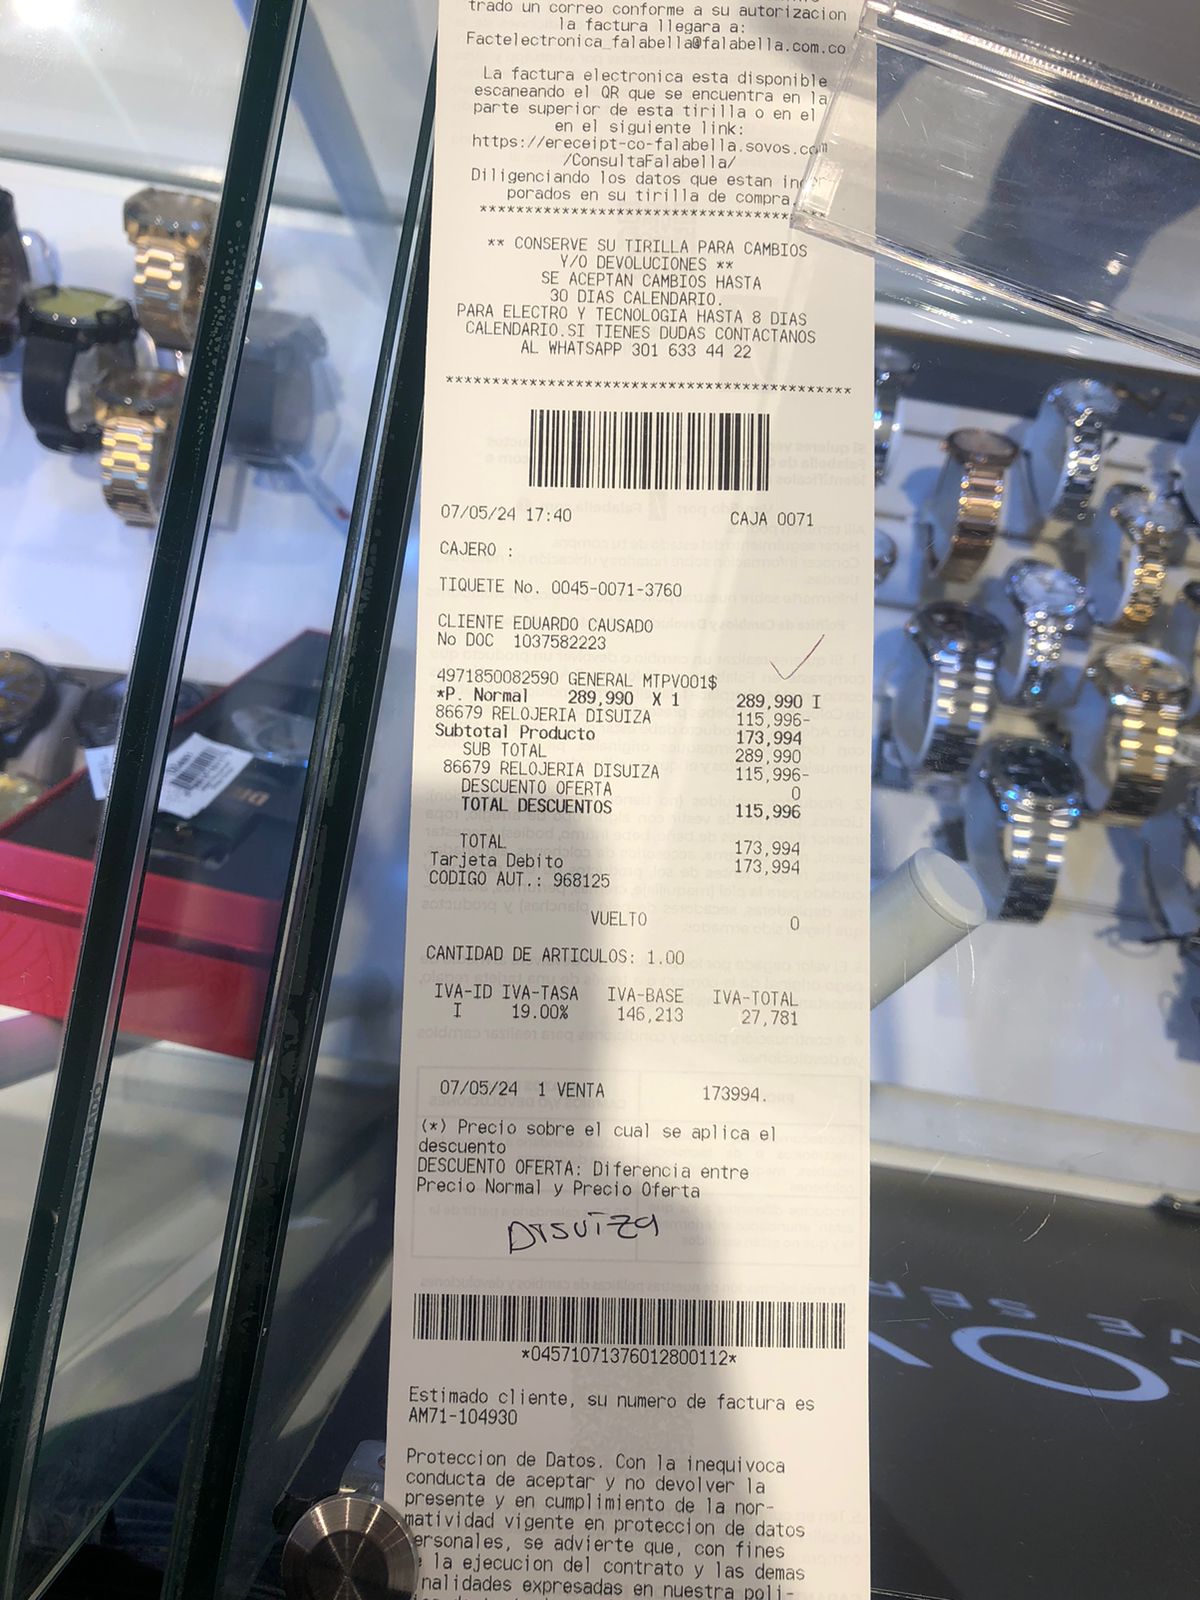 trado un correo conforme a su autorizacion
la factura llegara a:
Factelectronica_falabella@falabella.com.co
La factura electronica esta disponible
escaneando el QR que se encuentra en la
parte superior de esta tirilla o en el
en el siguiente link:
https://ereceipt-co-falabella.sovos.com
/ConsultaFalabella/
Diligenciando los datos que estan incor
porados en su tirilla de compra.
*************************************
** CONSERVE SU TIRILLA PARA CAMBIOS
Y/O DEVOLUCIONES **
SE ACEPTAN CAMBIOS HASTA
30 DIAS CALENDARIO.
PARA ELECTRO Y TECNOLOGIA HASTA 8 DIAS
CALENDARIO.SI TIENES DUDAS CONTACTANOS
AL WHATSAPP 301 633 44 22
********************************************
07/05/24 17:40 CAJA 0071
CAJERO :
TIQUETE No. 0045-0071-3760
CLIENTE EDUARDO CAUSADO
No DOC 1037582223
4971850082590 GENERAL MTPV001$
*P. Normal 289,990 X 1 289,990 I
86679 RELOJERIA DISUIZA 115,996-
Subtotal Producto 173,994
SUB TOTAL 289,990
86679 RELOJERIA DISUIZA 115,996-
DESCUENTO OFERTA 0
TOTAL DESCUENTOS 115,996
TOTAL 173,994
Tarjeta Debito 173,994
CODIGO AUT.: 968125
VUELTO 0
CANTIDAD DE ARTICULOS: 1.00
IVA-ID IVA-TASA IVA-BASE IVA-TOTAL
I 19.00% 146,213 27,781
07/05/24 1 VENTA 173994.
(*) Precio sobre el cual se aplica el
descuento
DESCUENTO OFERTA: Diferencia entre
Precio Normal y Precio Oferta
DISUIZA
*04571071376012800112*
Estimado cliente, su numero de factura es
AM71-104930
Proteccion de Datos. Con la inequivoca
conducta de aceptar y no devolver la
presente y en cumplimiento de la nor-
matividad vigente en proteccion de datos
personales, se advierte que, con fines
la ejecucion del contrato y las demas
nalidades expresadas en nuestra poli-